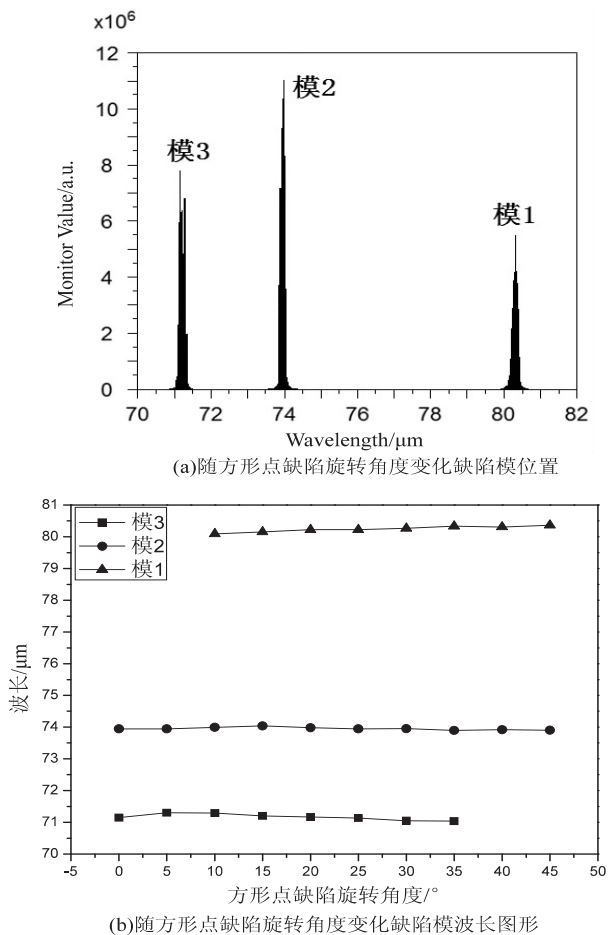 x10⁶
12
10
8
6
4
2
0
Monitor Value/a.u.
模3
模2
模1
70 72 74 76 78 80 82
Wavelength/μm
(a)随方形点缺陷旋转角度变化缺陷模位置
81
80
79
78
77
76
75
74
73
72
71
70
波长/μm
模3
模2
模1
-5 0 5 10 15 20 25 30 35 40 45 50
方形点缺陷旋转角度/°
(b)随方形点缺陷旋转角度变化缺陷模波长图形